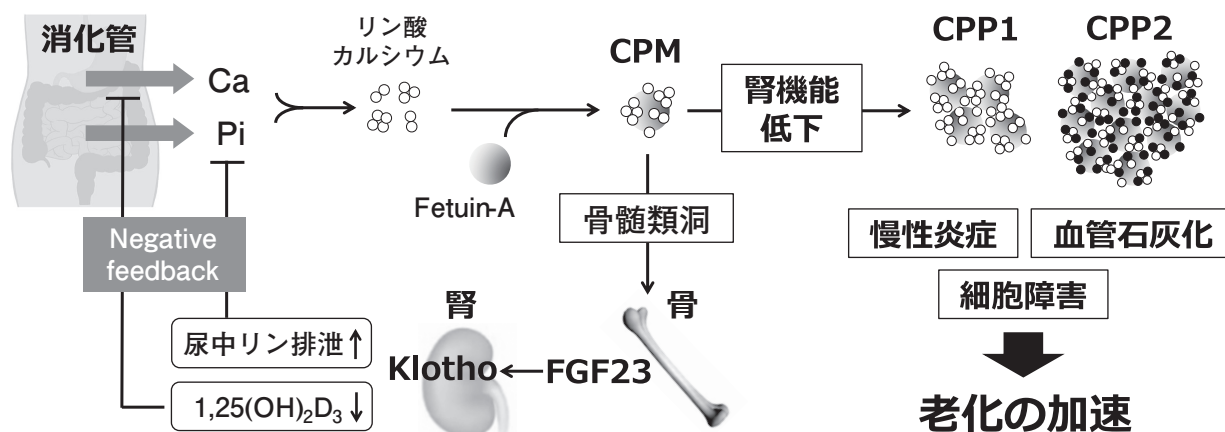 消化管
Ca
Pi
リン酸
カルシウム
Fetuin-A
CPM
腎機能
低下
CPP1
CPP2
骨髄類洞
慢性炎症
血管石灰化
細胞障害
老化の加速
Negative
feedback
尿中リン排泄↑
1,25(OH)₂D₃↓
腎
Klotho
FGF23
骨